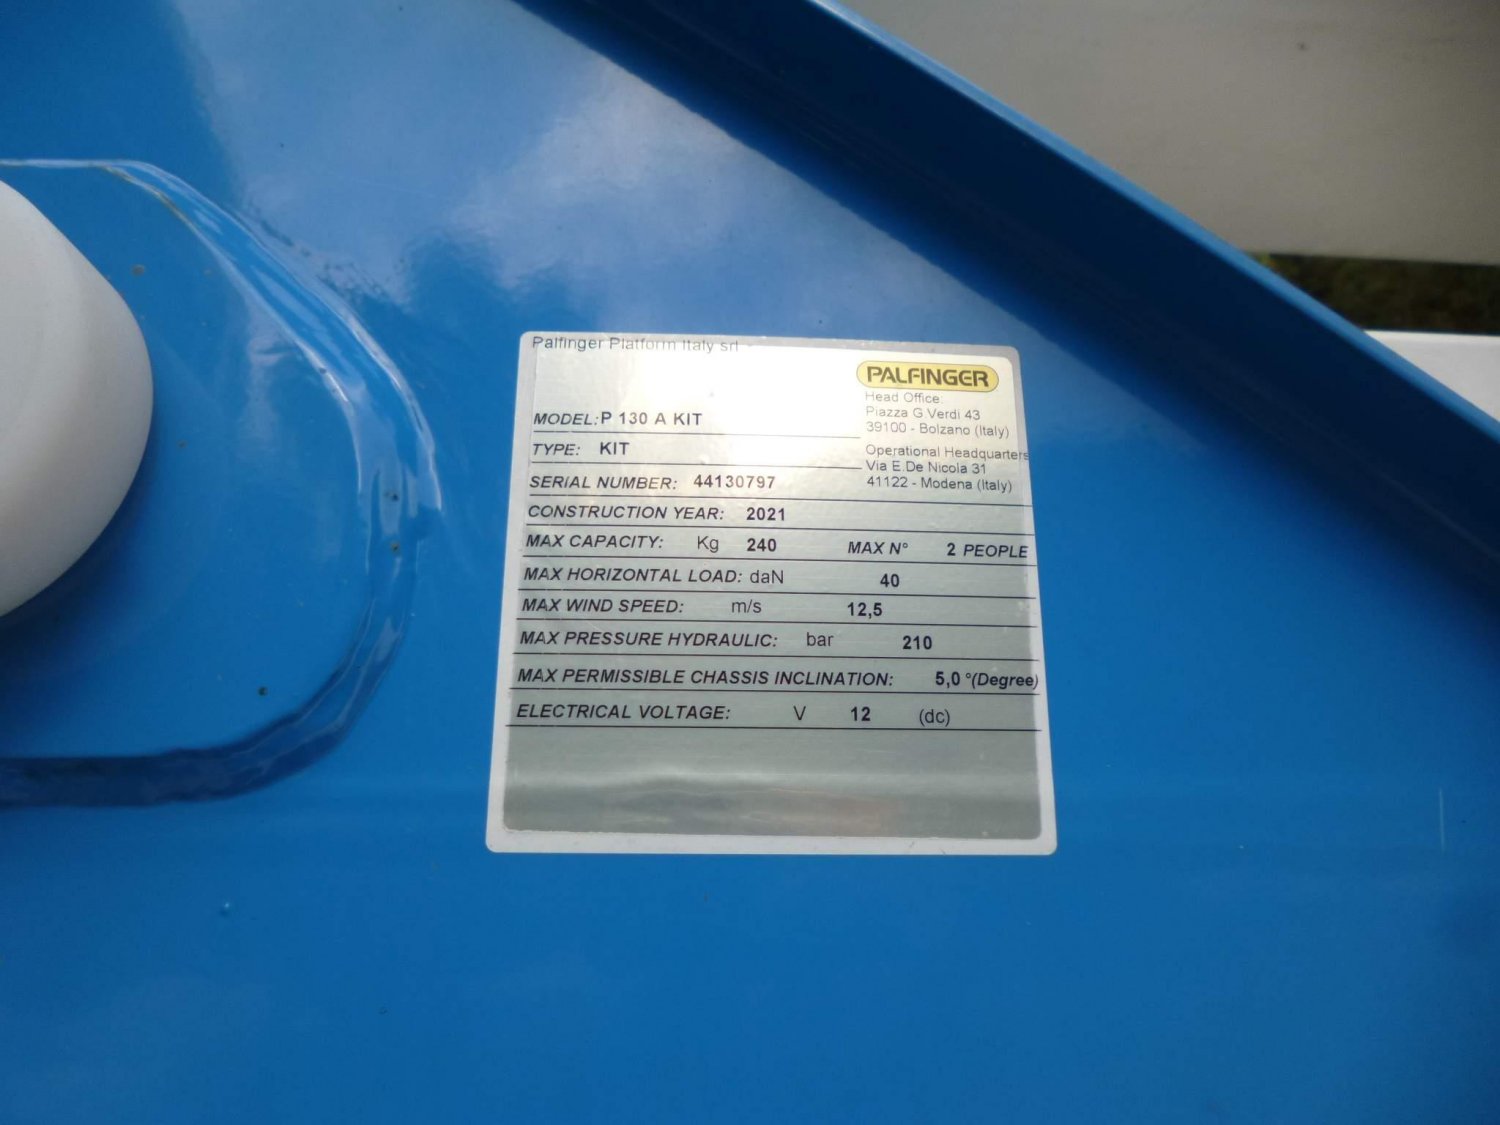 Palfinger Platform Italy srl
PALFINGER
Head Office:
Piazza G.Verdi 43
39100 - Bolzano (Italy)
Operational Headquarters
Via E.De Nicola 31
41122 - Modena (Italy)
MODEL: P 130 A KIT
TYPE: KIT
SERIAL NUMBER: 44130797
CONSTRUCTION YEAR: 2021
MAX CAPACITY: Kg 240 MAX N° 2 PEOPLE
MAX HORIZONTAL LOAD: daN 40
MAX WIND SPEED: m/s 12,5
MAX PRESSURE HYDRAULIC: bar 210
MAX PERMISSIBLE CHASSIS INCLINATION: 5,0 °(Degree)
ELECTRICAL VOLTAGE: V 12 (dc)